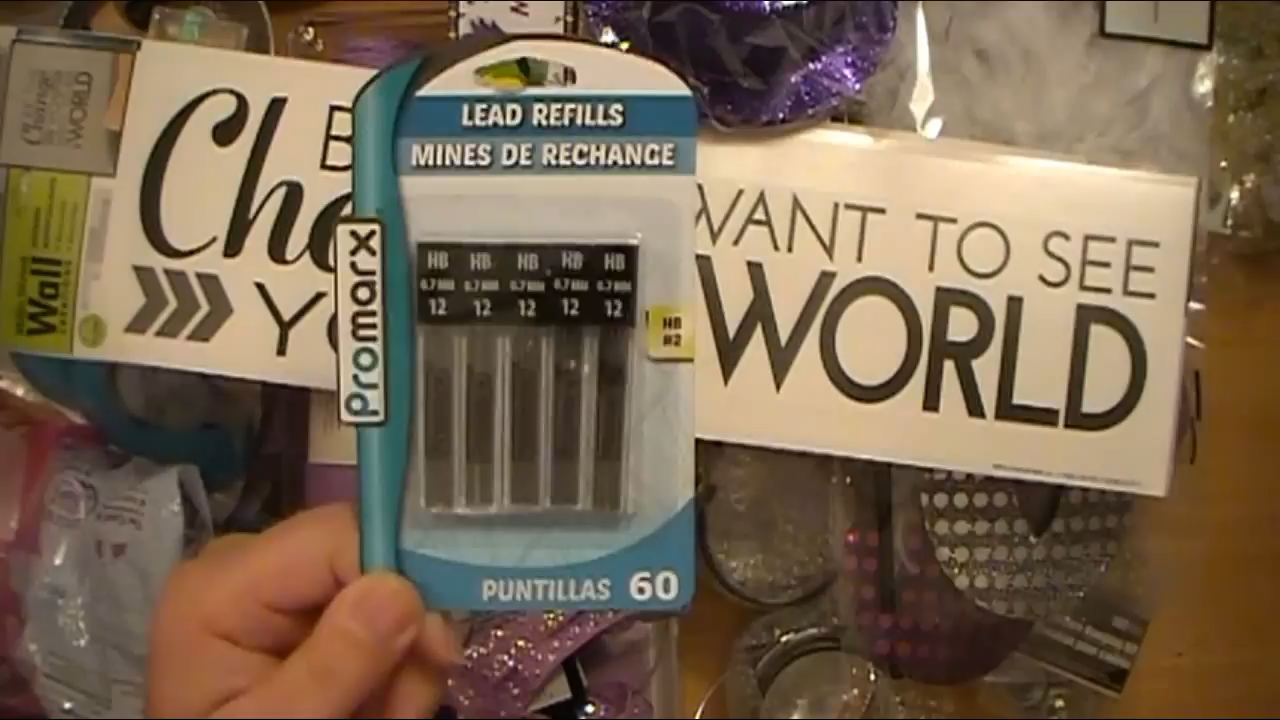 LEAD REFILLS
MINES DE RECHANGE
HB HB HB HB HB
0.7 mm 0.7 mm 0.7 mm 0.7 mm 0.7 mm
12 12 12 12 12
HB
#2
promarx
PUNTILLAS 60
B
Cha
Y
WANT TO SEE
WORLD
Wall
Change
WORLD